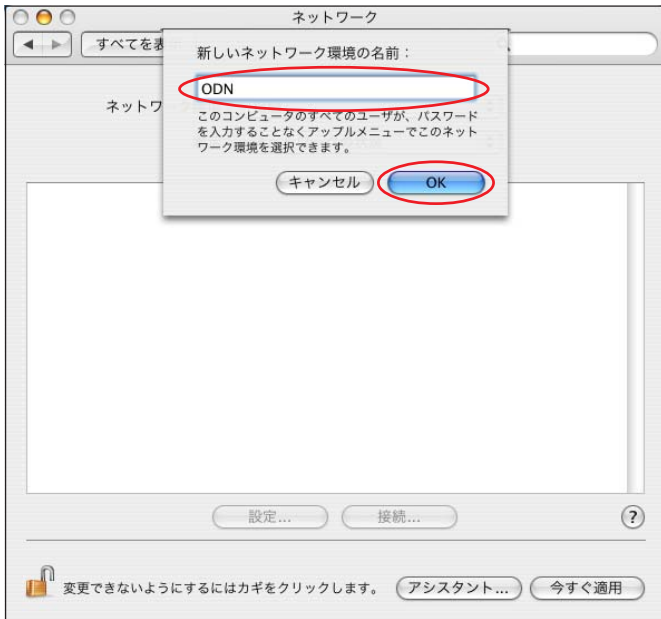 ネットワーク
すべてを表
新しいネットワーク環境の名前：
ODN
ネットワ
このコンピュータのすべてのユーザが、パスワード
を入力することなくアップルメニューでこのネット
ワーク環境を選択できます。
キャンセル OK
設定... 接続... ?
変更できないようにするにはカギをクリックします。 アシスタント... 今すぐ適用